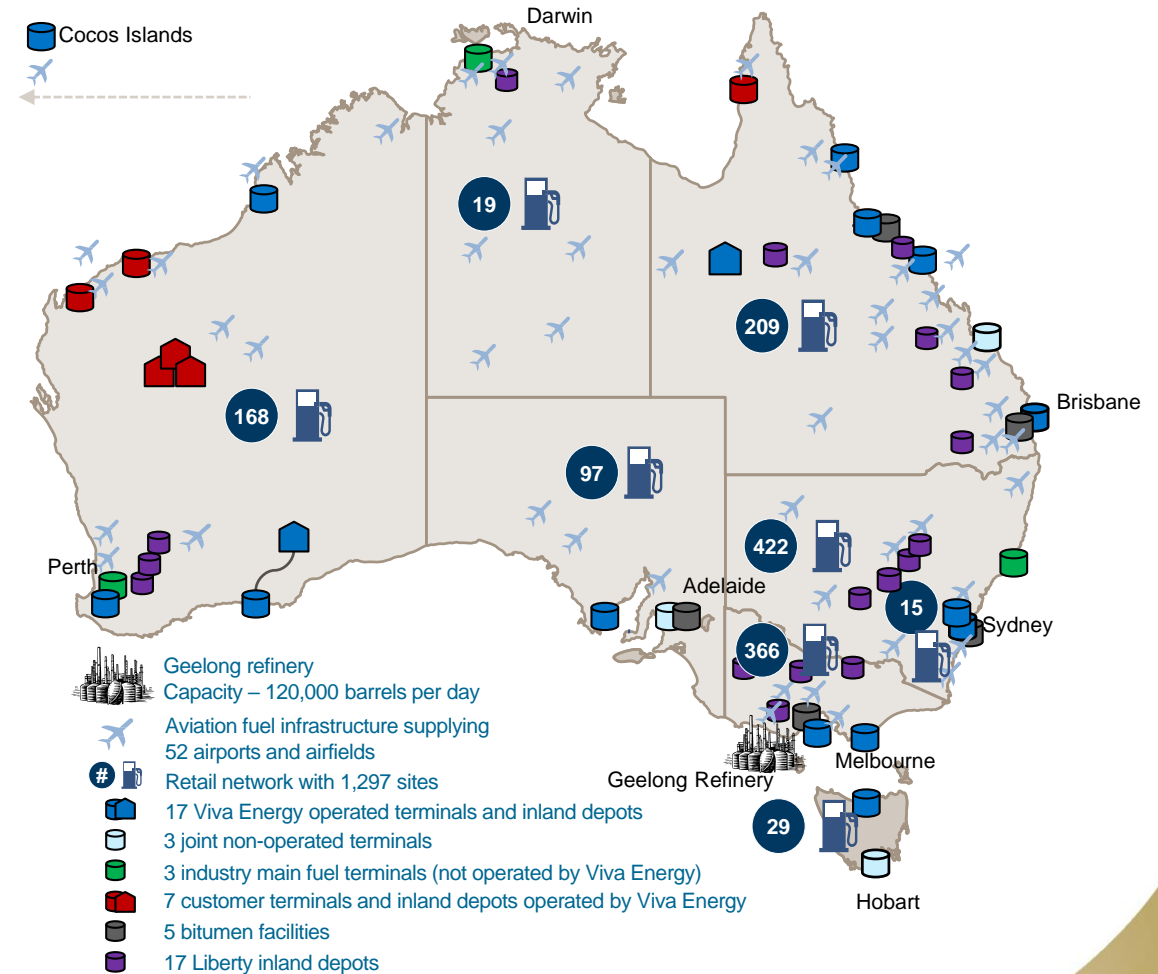 Darwin
Cocos Islands
19
209
168
Brisbane
97
422
Perth
Adelaide
15
Sydney
366
Geelong refinery
Capacity – 120,000 barrels per day
Aviation fuel infrastructure supplying
52 airports and airfields
Melbourne
Geelong Refinery
# Retail network with 1,297 sites
17 Viva Energy operated terminals and inland depots
29
3 joint non-operated terminals
3 industry main fuel terminals (not operated by Viva Energy)
7 customer terminals and inland depots operated by Viva Energy
Hobart
5 bitumen facilities
17 Liberty inland depots